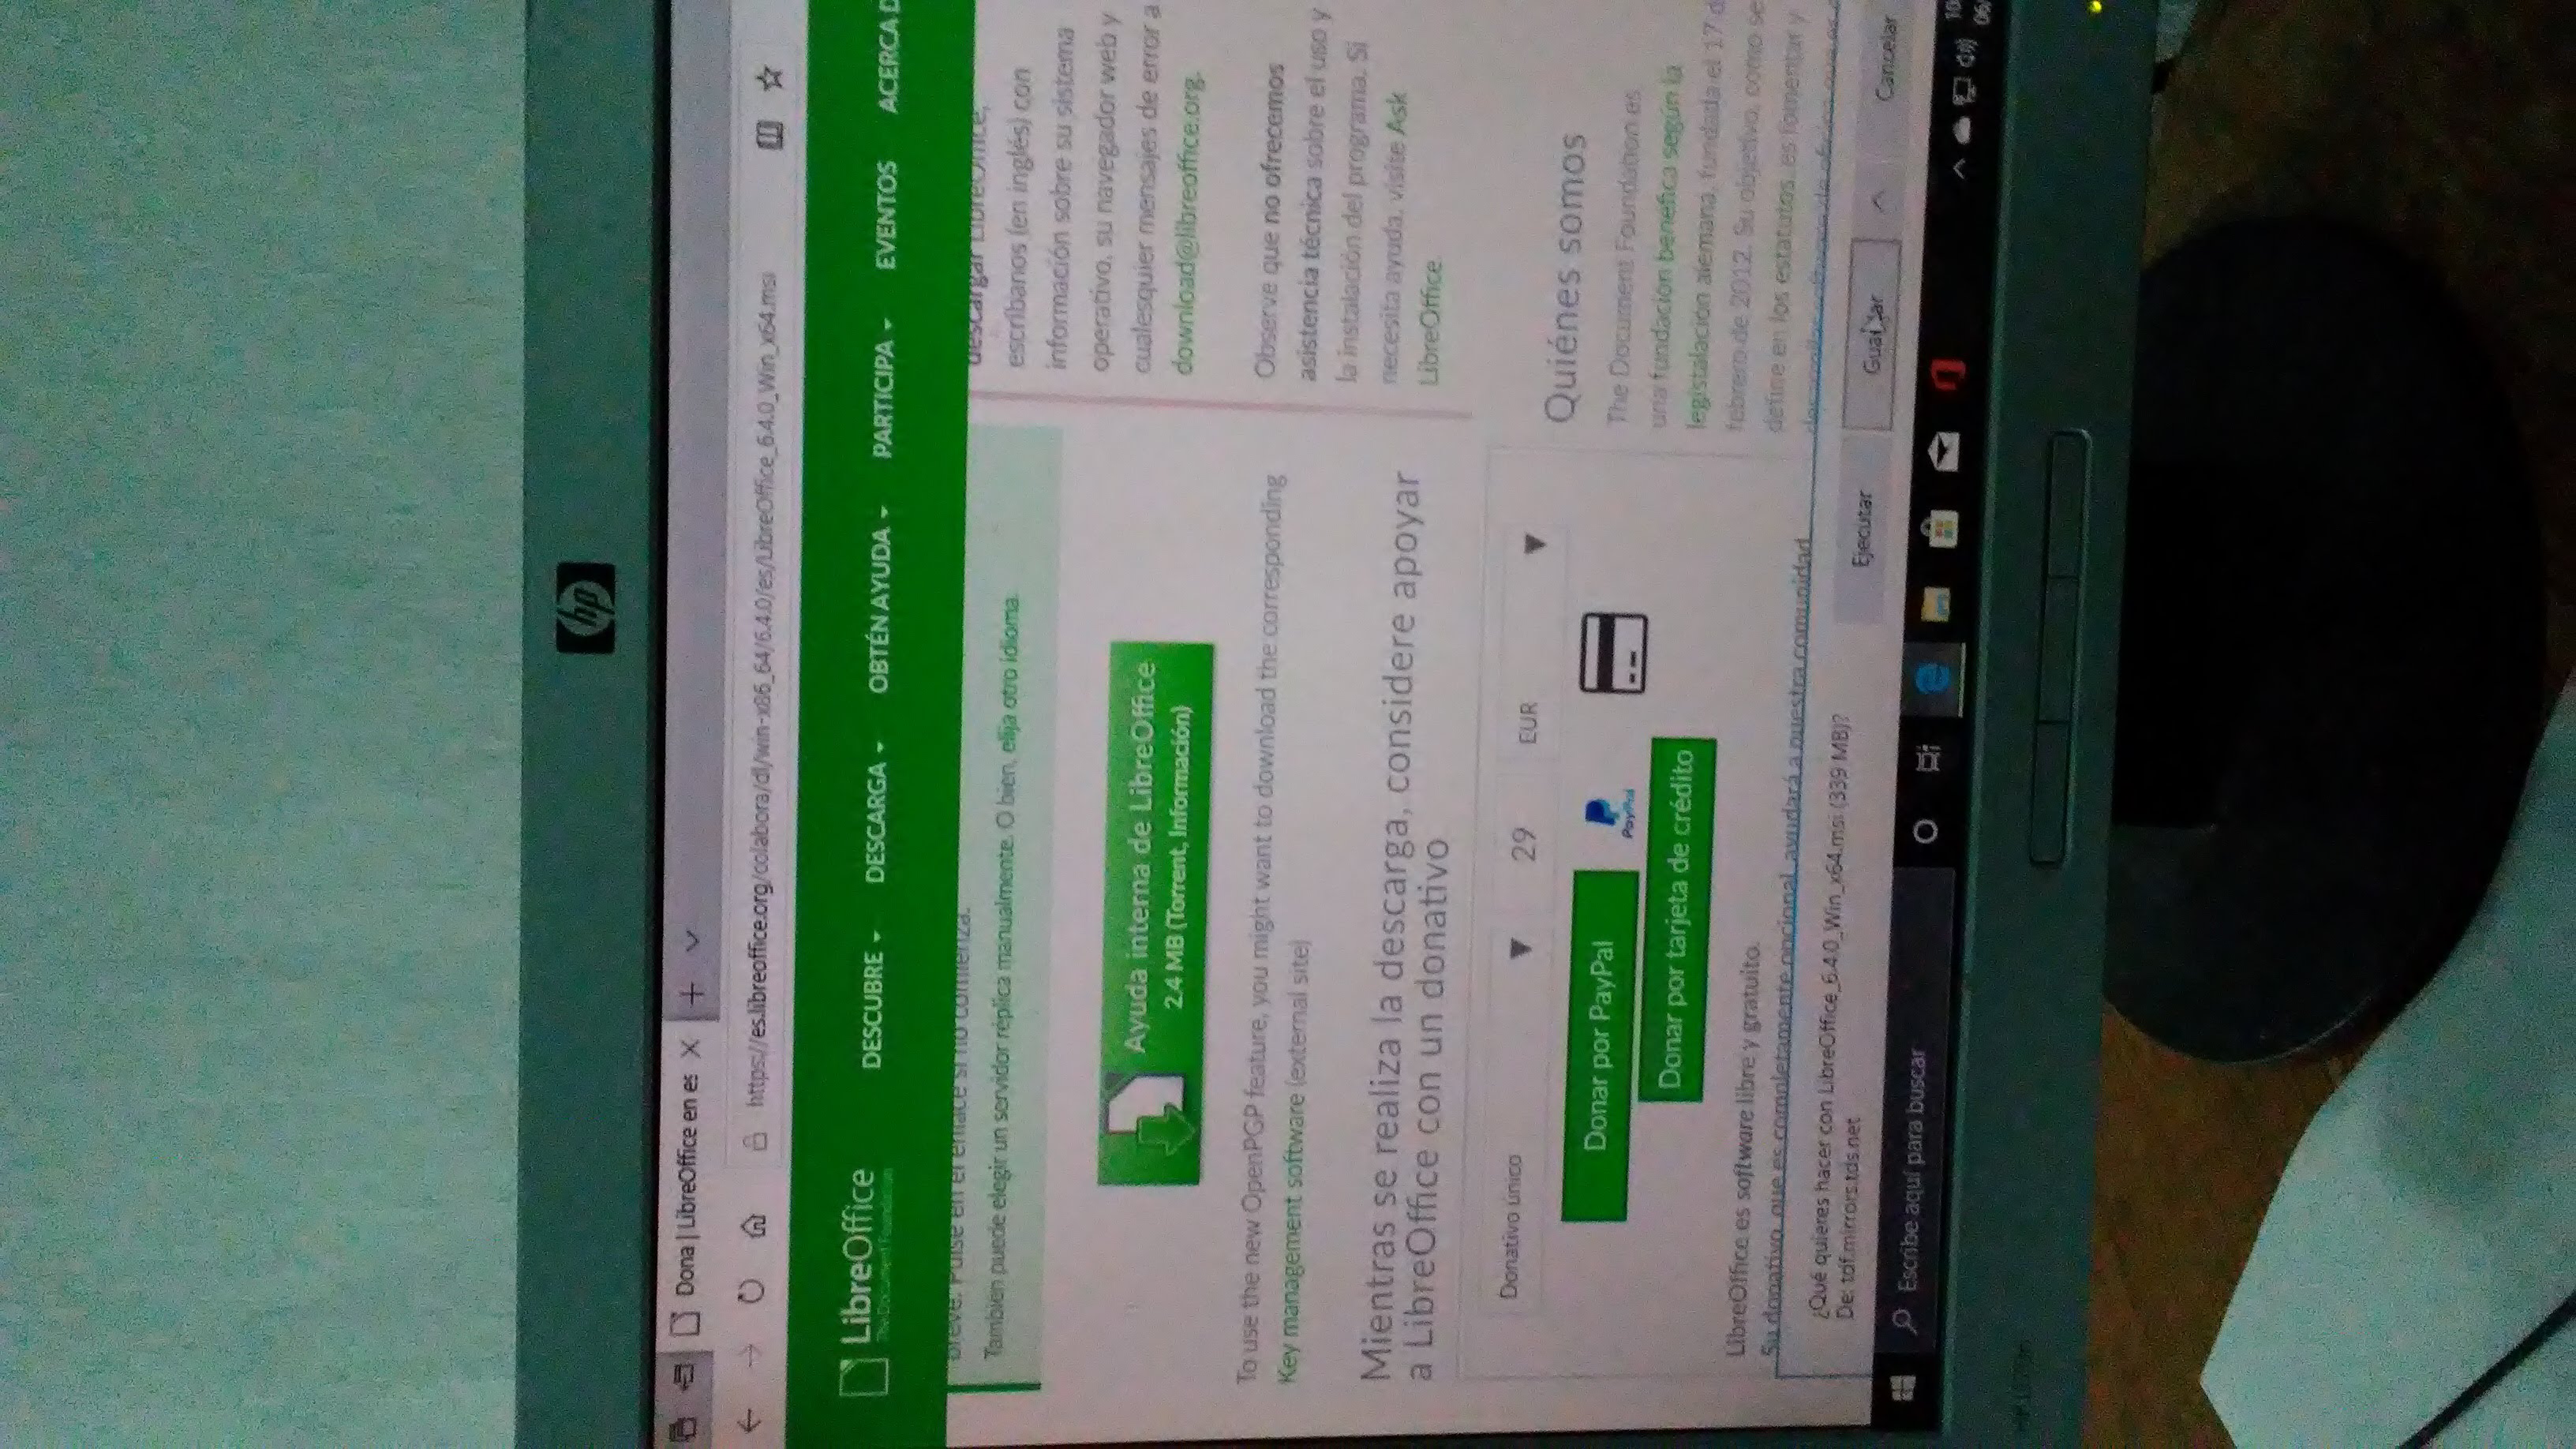 hp
Dona | LibreOffice en es
https://es.libreoffice.org/colabora/dl/win-x86_64/6.4.0/es/LibreOffice_6.4.0_Win_x64.msi
LibreOffice
The Document Foundation
DESCUBRE
DESCARGA
OBTÉN AYUDA
PARTICIPA
EVENTOS
ACERCA D
breve. Pulse en el enlace si no comienza.
También puede elegir un servidor réplica manualmente. O bien, elija otro idioma.
Ayuda interna de LibreOffice
2.4 MB (Torrent, Información)
To use the new OpenPGP feature, you might want to download the corresponding
Key management software (external site)
Mientras se realiza la descarga, considere apoyar
a LibreOffice con un donativo
Donativo único
29
EUR
Donar por PayPal
PayPal
Donar por tarjeta de crédito
LibreOffice es software libre y gratuito.
Su donativo, que es completamente opcional, ayudará a nuestra comunidad.
descargar LibreOffice,
escríbanos (en inglés) con
información sobre su sistema
operativo, su navegador web y
cualesquier mensajes de error a
download@libreoffice.org.
Observe que no ofrecemos
asistencia técnica sobre el uso y
la instalación del programa. Si
necesita ayuda, visite Ask
LibreOffice.
Quiénes somos
The Document Foundation es
una fundación benéfica según la
legistalación alemana, fundada el 17 d
febrero de 2012. Su objetivo, como se
define en los estatutos, es fomentar y
¿Qué quieres hacer con LibreOffice_6.4.0_Win_x64.msi (339 MB)?
De: tdf.mirrors.tds.net
Ejecutar
Guardar
Cancelar
Escribe aquí para buscar
10
06/